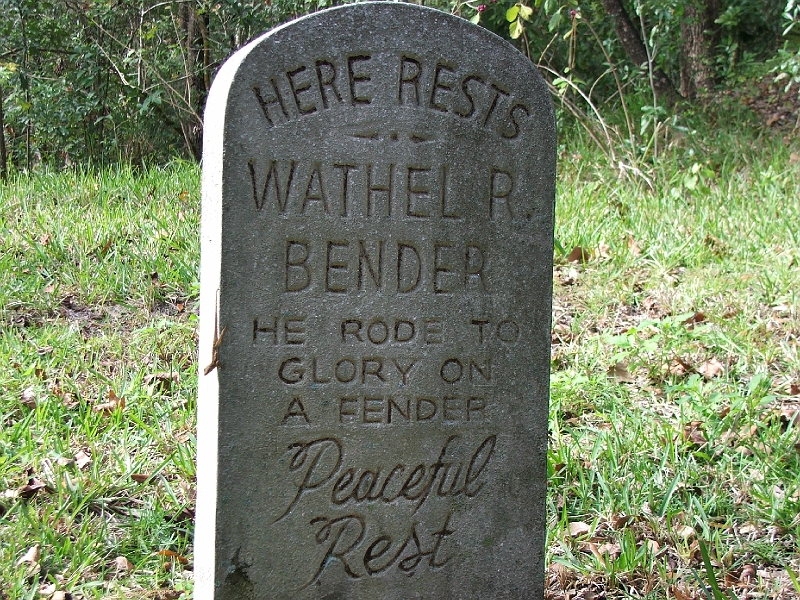 HERE RESTS
WATHEL R.
BENDER
HE RODE TO
GLORY ON
A FENDER
Peaceful
Rest